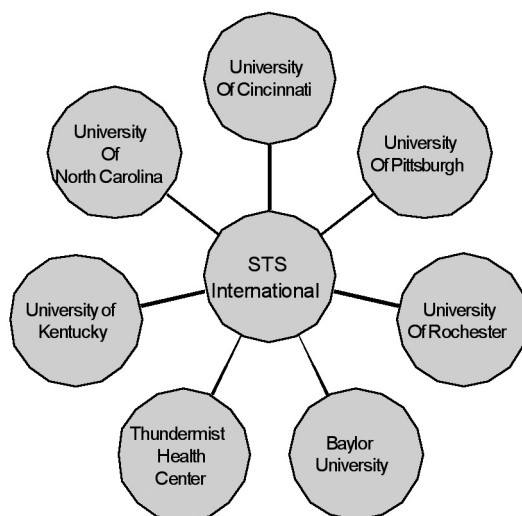 University
Of Cincinnati
University
Of
North Carolina
University
Of Pittsburgh
STS
International
University of
Kentucky
University
Of Rochester
Thundermist
Health
Center
Baylor
University